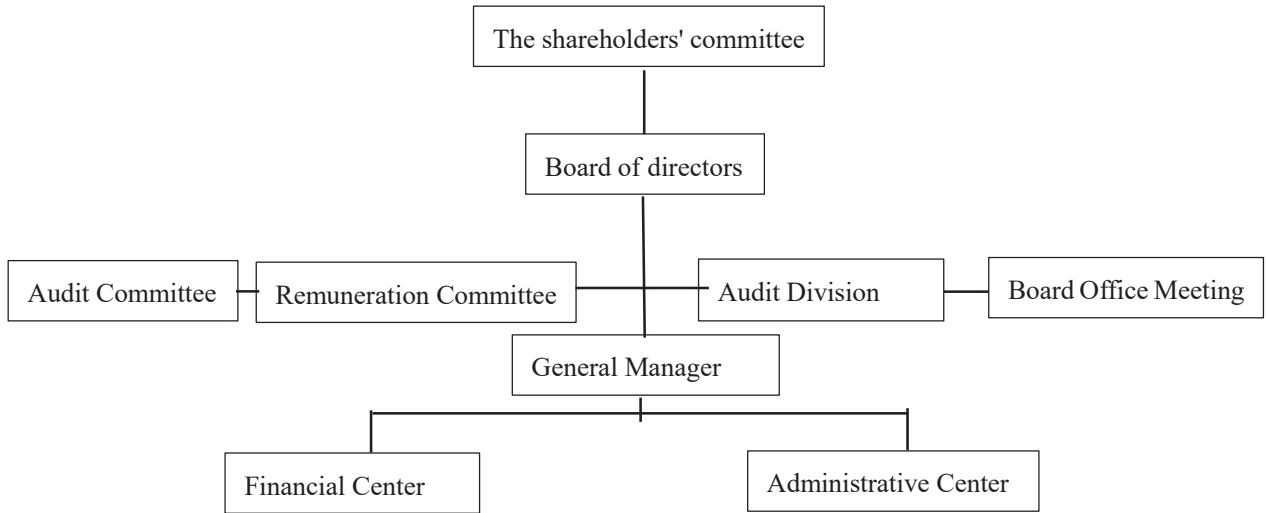 The shareholders' committee
Board of directors
Audit Committee
Remuneration Committee
Audit Division
Board Office Meeting
General Manager
Financial Center
Administrative Center